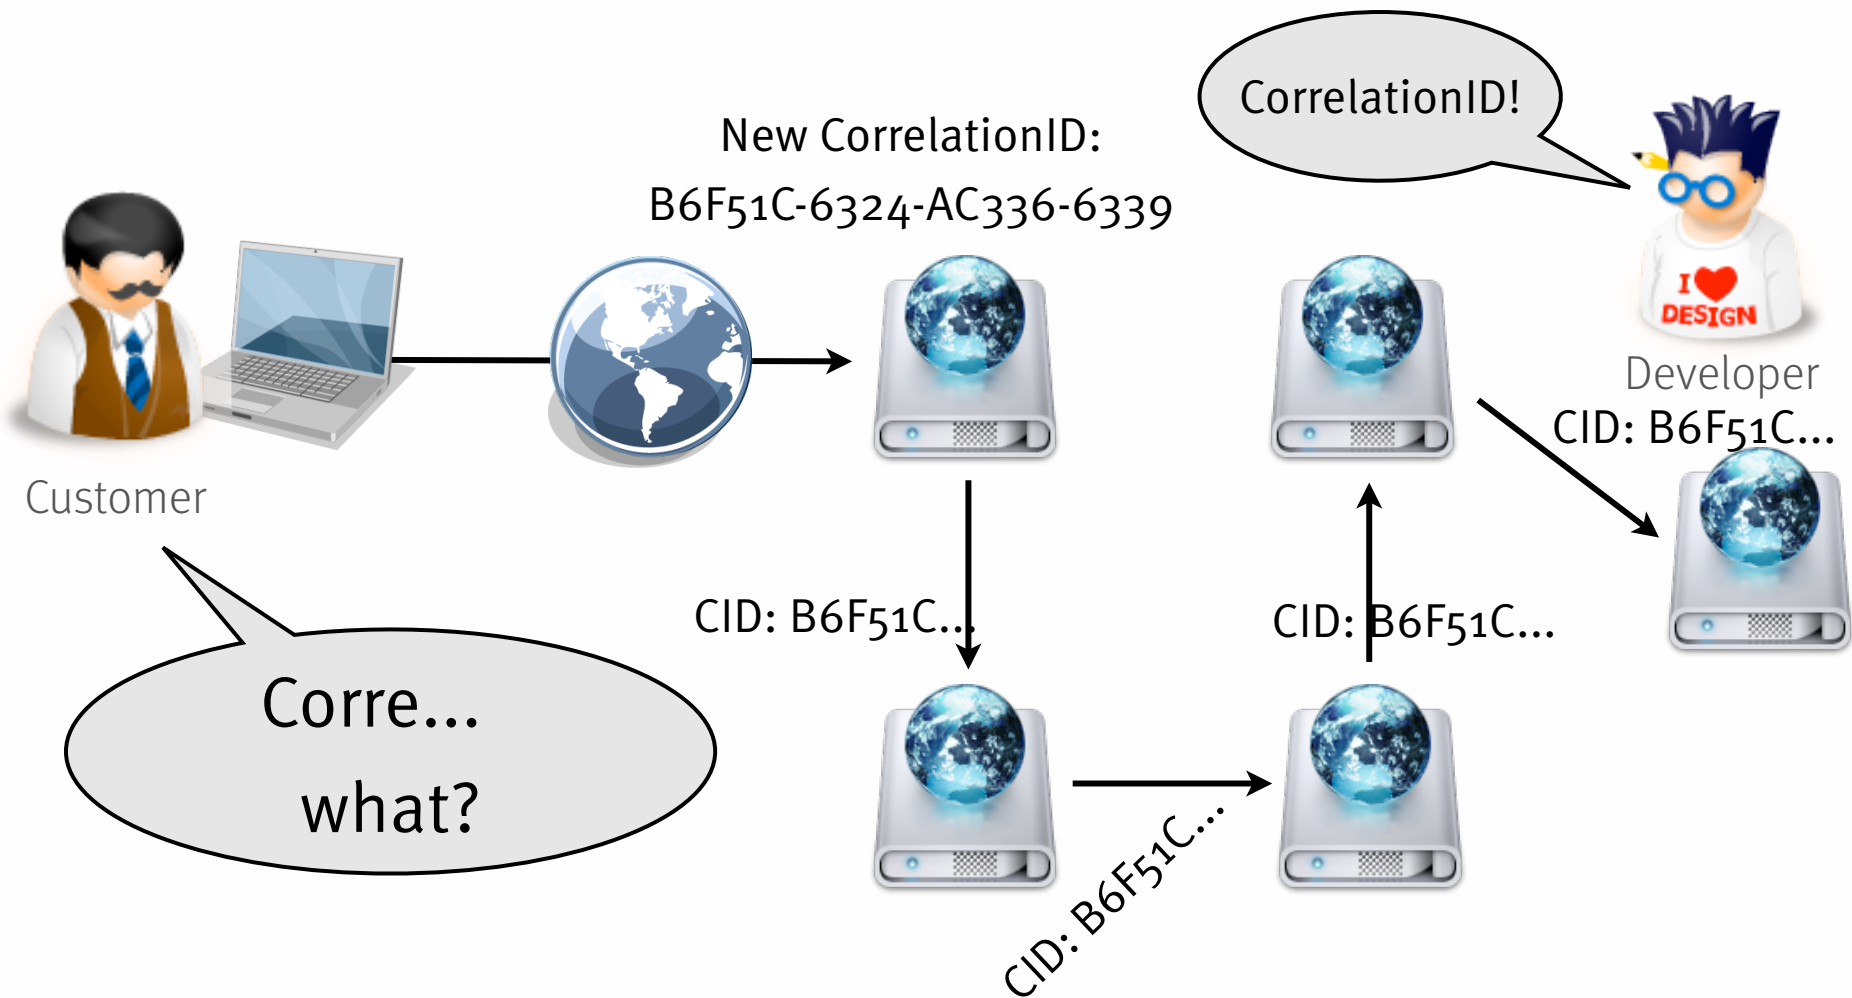 CorrelationID!
New CorrelationID:
B6F51C-6324-AC336-6339
I
DESIGN
Developer
CID: B6F51C...
Customer
CID: B6F51C...
CID: B6F51C...
Corre...
what?
CID: B6F51C...